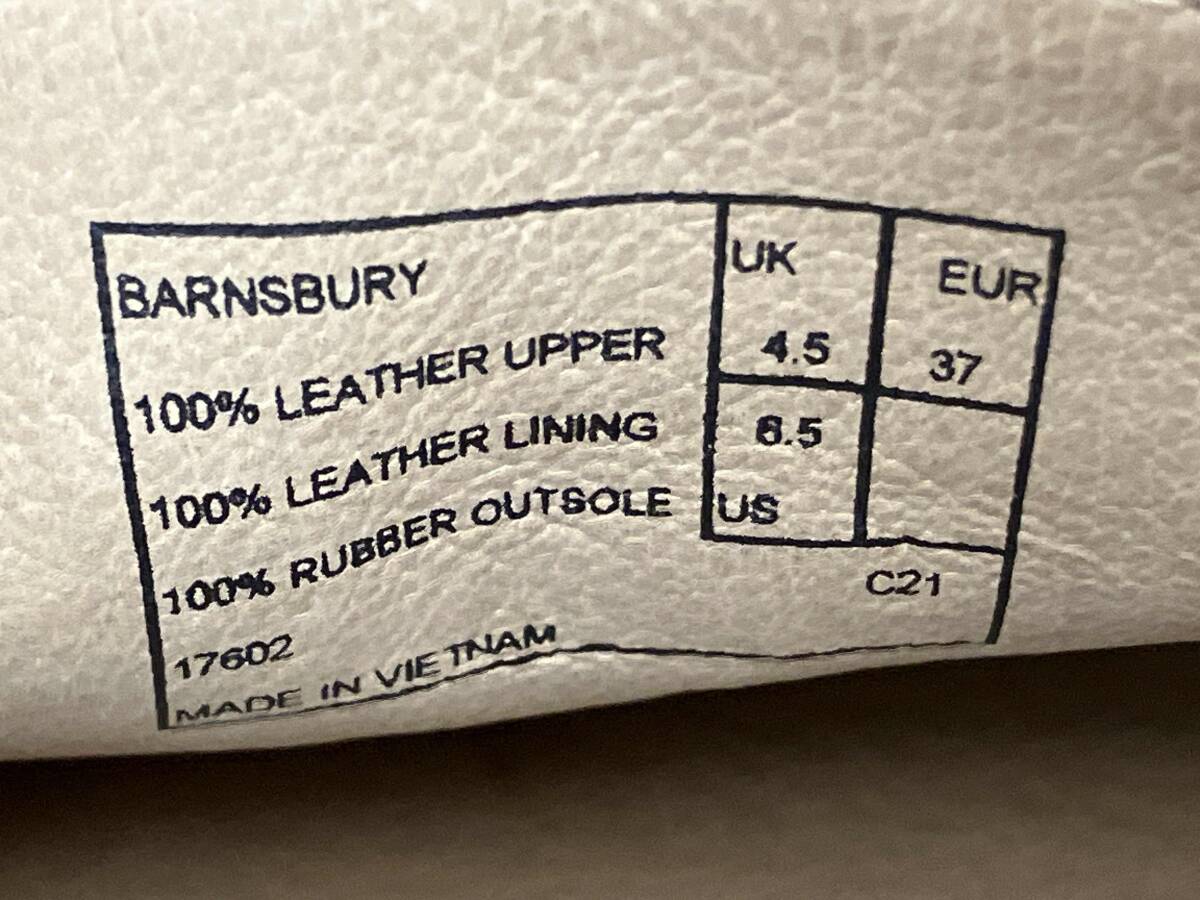 BARNSBURY
100% LEATHER UPPER
100% LEATHER LINING
100% RUBBER OUTSOLE
17602
MADE IN VIETNAM
UK
4.5
EUR
37
6.5
US
C21